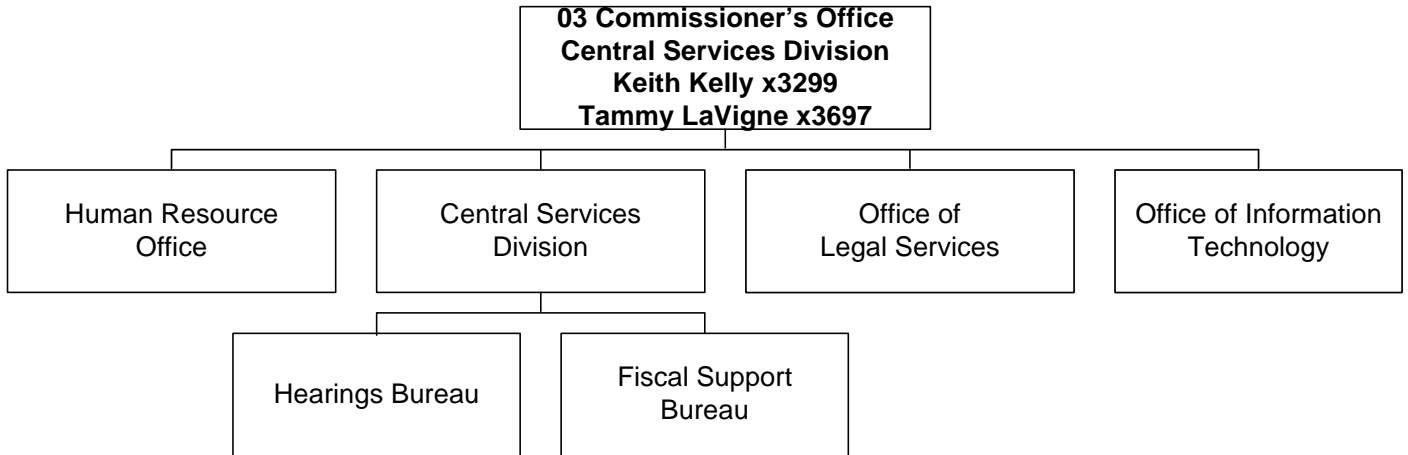 03 Commissioner’s Office
Central Services Division
Keith Kelly x3299
Tammy LaVigne x3697
Human Resource
Office
Central Services
Division
Office of
Legal Services
Office of Information
Technology
Hearings Bureau
Fiscal Support
Bureau